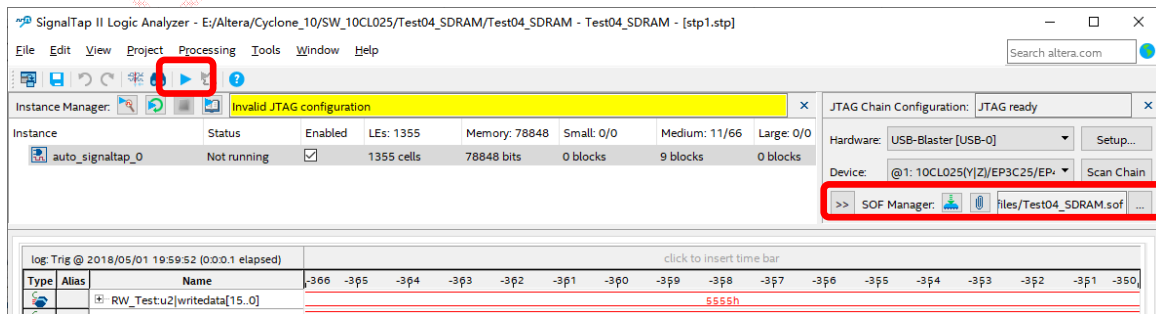 SignalTap II Logic Analyzer - E:/Altera/Cyclone_10/SW_10CL025/Test04_SDRAM/Test04_SDRAM - Test04_SDRAM - [stp1.stp]
File Edit View Project Processing Tools Window Help
Search altera.com
Instance Manager: Invalid JTAG configuration
JTAG Chain Configuration: JTAG ready
Instance Status Enabled LEs: 1355 Memory: 78848 Small: 0/0 Medium: 11/66 Large: 0/0
auto_signaltap_0 Not running 1355 cells 78848 bits 0 blocks 9 blocks 0 blocks
Hardware: USB-Blaster [USB-0] Setup...
Device: @1: 10CL025(Y|Z)/EP3C25/EP4 Scan Chain
>> SOF Manager: files/Test04_SDRAM.sof ...
log: Trig @ 2018/05/01 19:59:52 (0:0:0.1 elapsed) click to insert time bar
Type Alias Name -366 -365 -364 -363 -362 -361 -360 -359 -358 -357 -356 -355 -354 -353 -352 -351 -350
RW_Test:u2|writedata[15..0] 5555h